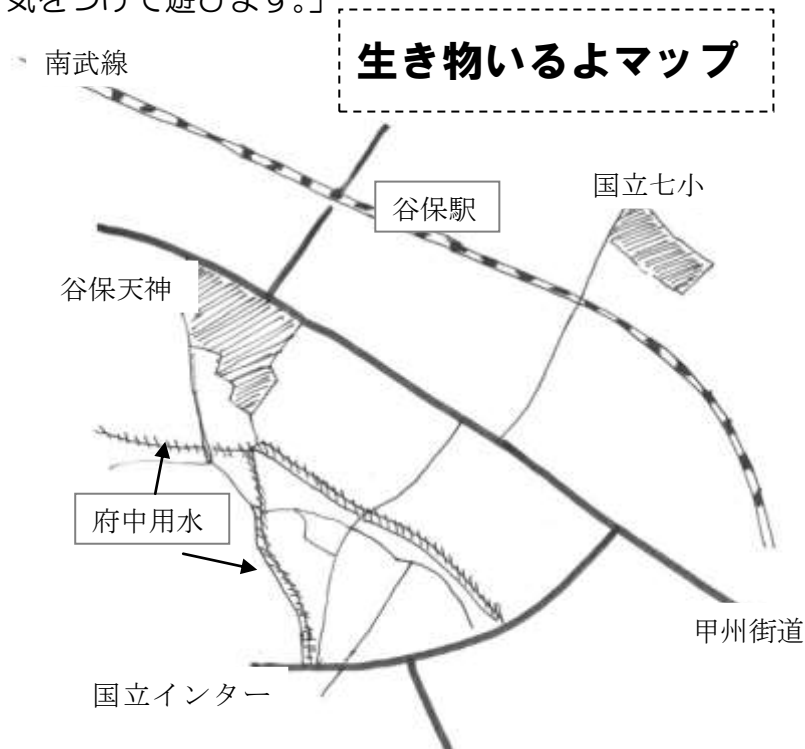 気をつけて遊びます。」
生き物いるよマップ
南武線
国立七小
谷保駅
谷保天神
府中用水
甲州街道
国立インター